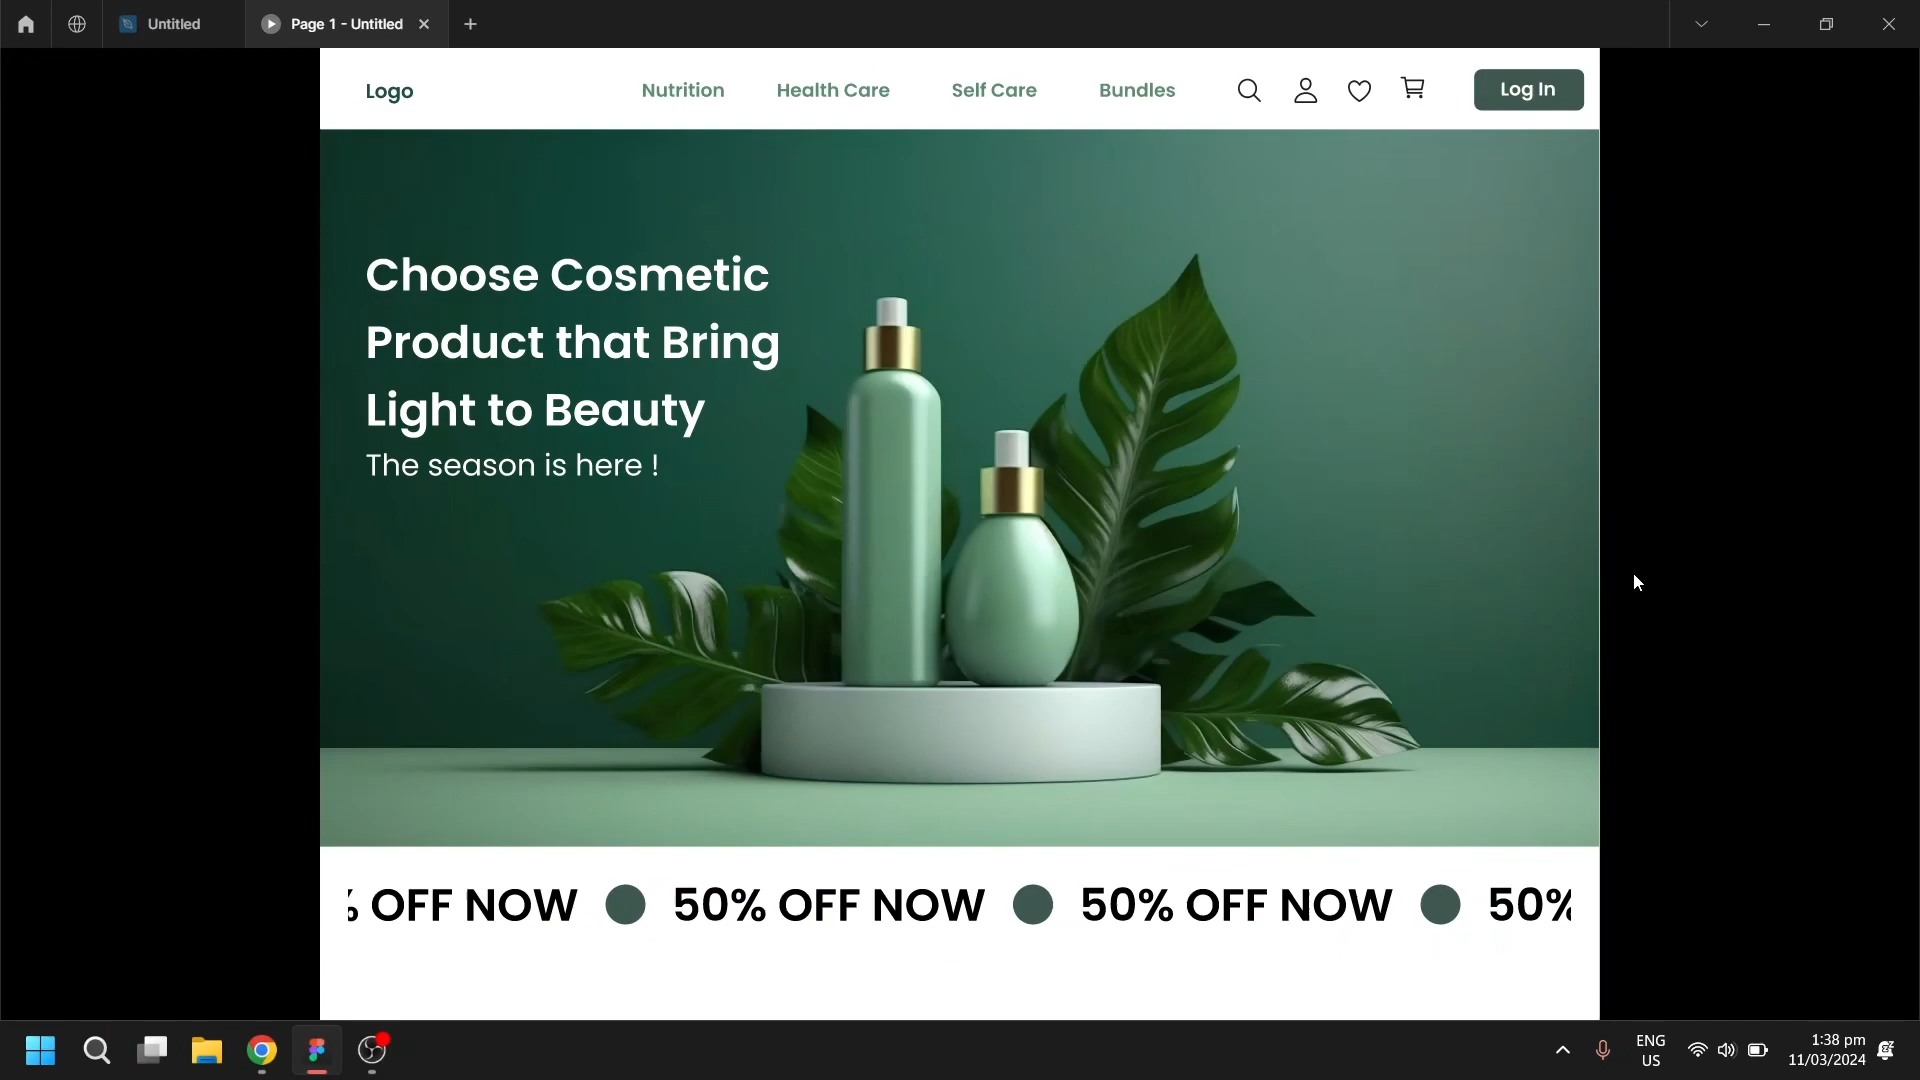 Untitled
Page 1 - Untitled
Logo
Nutrition
Health Care
Self Care
Bundles
Log In
Choose Cosmetic
Product that Bring
Light to Beauty
The season is here !
% OFF NOW 50% OFF NOW 50% OFF NOW 50%
ENG
US
1:38 pm
11/03/2024